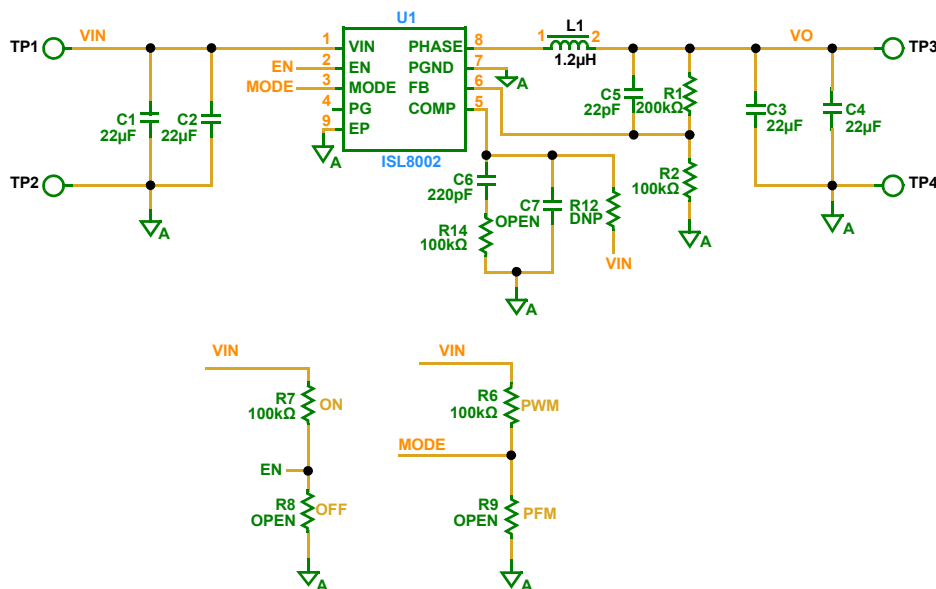 U1
TP1
VIN
1
VIN
PHASE
8
1
L1
2
1.2µH
VO
TP3
EN
2
EN
PGND
7
A
MODE
3
MODE
FB
6
4
PG
COMP
5
9
EP
A
ISL8002
C1
22µF
C2
22µF
C5
22pF
R1
200kΩ
C3
22µF
C4
22µF
TP2
A
C6
220pF
C7
OPEN
R12
DNP
R2
100kΩ
TP4
A
R14
100kΩ
VIN
A
A
VIN
R7
100kΩ
ON
EN
R8
OPEN
OFF
A
VIN
R6
100kΩ
PWM
MODE
R9
OPEN
PFM
A